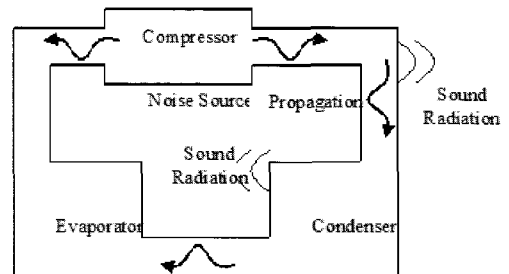 Compressor
Noise Source
Propagation
Sound
Radiation
Sound
Radiation
Evaporator
Condenser